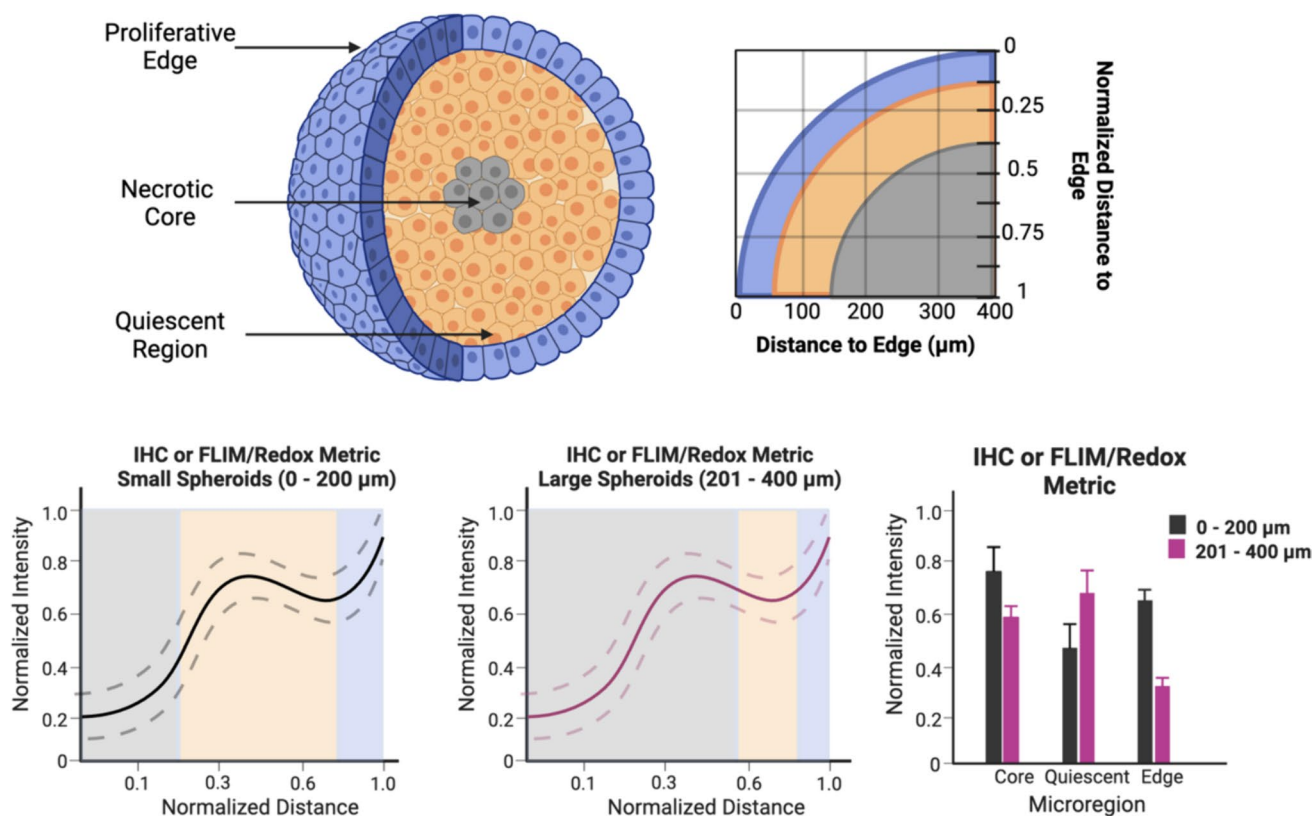 Proliferative
Edge
Necrotic
Core
Quiescent
Region
0
0.25
0.5
0.75
1
Normalized Distance to
Edge
0 100 200 300 400
Distance to Edge (µm)
IHC or FLIM/Redox Metric
Small Spheroids (0 - 200 µm)
Normalized Intensity
1.0
0.8
0.6
0.4
0.2
0
0.1 0.3 0.6 1.0
Normalized Distance
IHC or FLIM/Redox Metric
Large Spheroids (201 - 400 µm)
Normalized Intensity
1.0
0.8
0.6
0.4
0.2
0
0.1 0.3 0.6 1.0
Normalized Distance
IHC or FLIM/Redox
Metric
0 - 200 µm
201 - 400 µm
Normalized Intensity
1.0
0.8
0.6
0.4
0.2
0
Core Quiescent Edge
Microregion